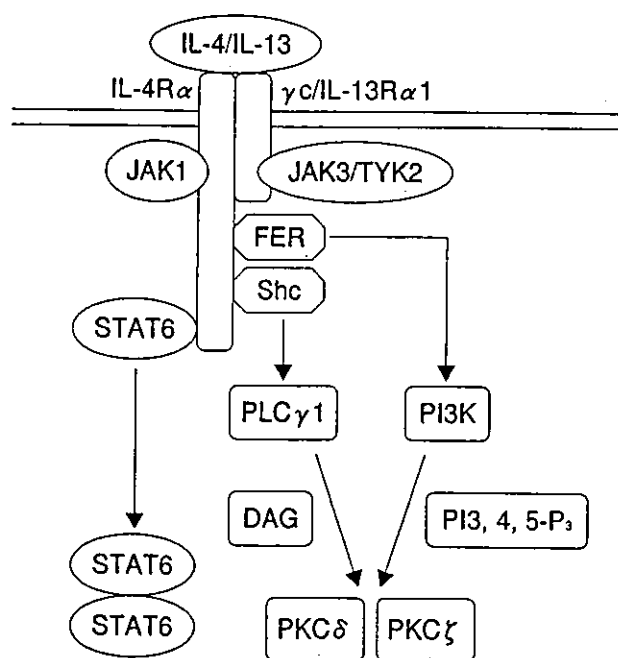 IL-4/IL-13
IL-4Rα
γc/IL-13Rα1
JAK1
JAK3/TYK2
FER
Shc
STAT6
PLCγ1
PI3K
DAG
PI3, 4, 5-P₃
STAT6
STAT6
PKCδ
PKCζ